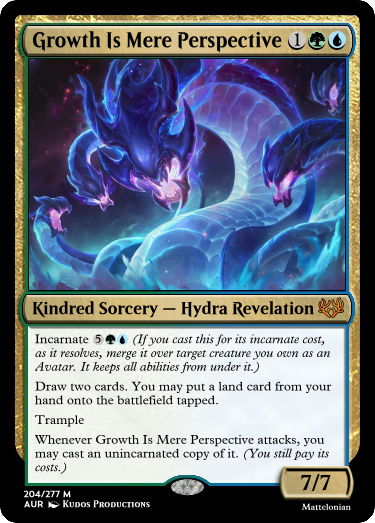 Growth Is Mere Perspective 1
Kindred Sorcery — Hydra Revelation
Incarnate 5 (If you cast this for its incarnate cost,
as it resolves, merge it over target creature you own as an
Avatar. It keeps all abilities from under it.)
Draw two cards. You may put a land card from your
hand onto the battlefield tapped.
Trample
Whenever Growth Is Mere Perspective attacks, you
may cast an unincarnated copy of it. (You still pay its
costs.)
7/7
204/277 M
AUR Kudos Productions
Mattelonian